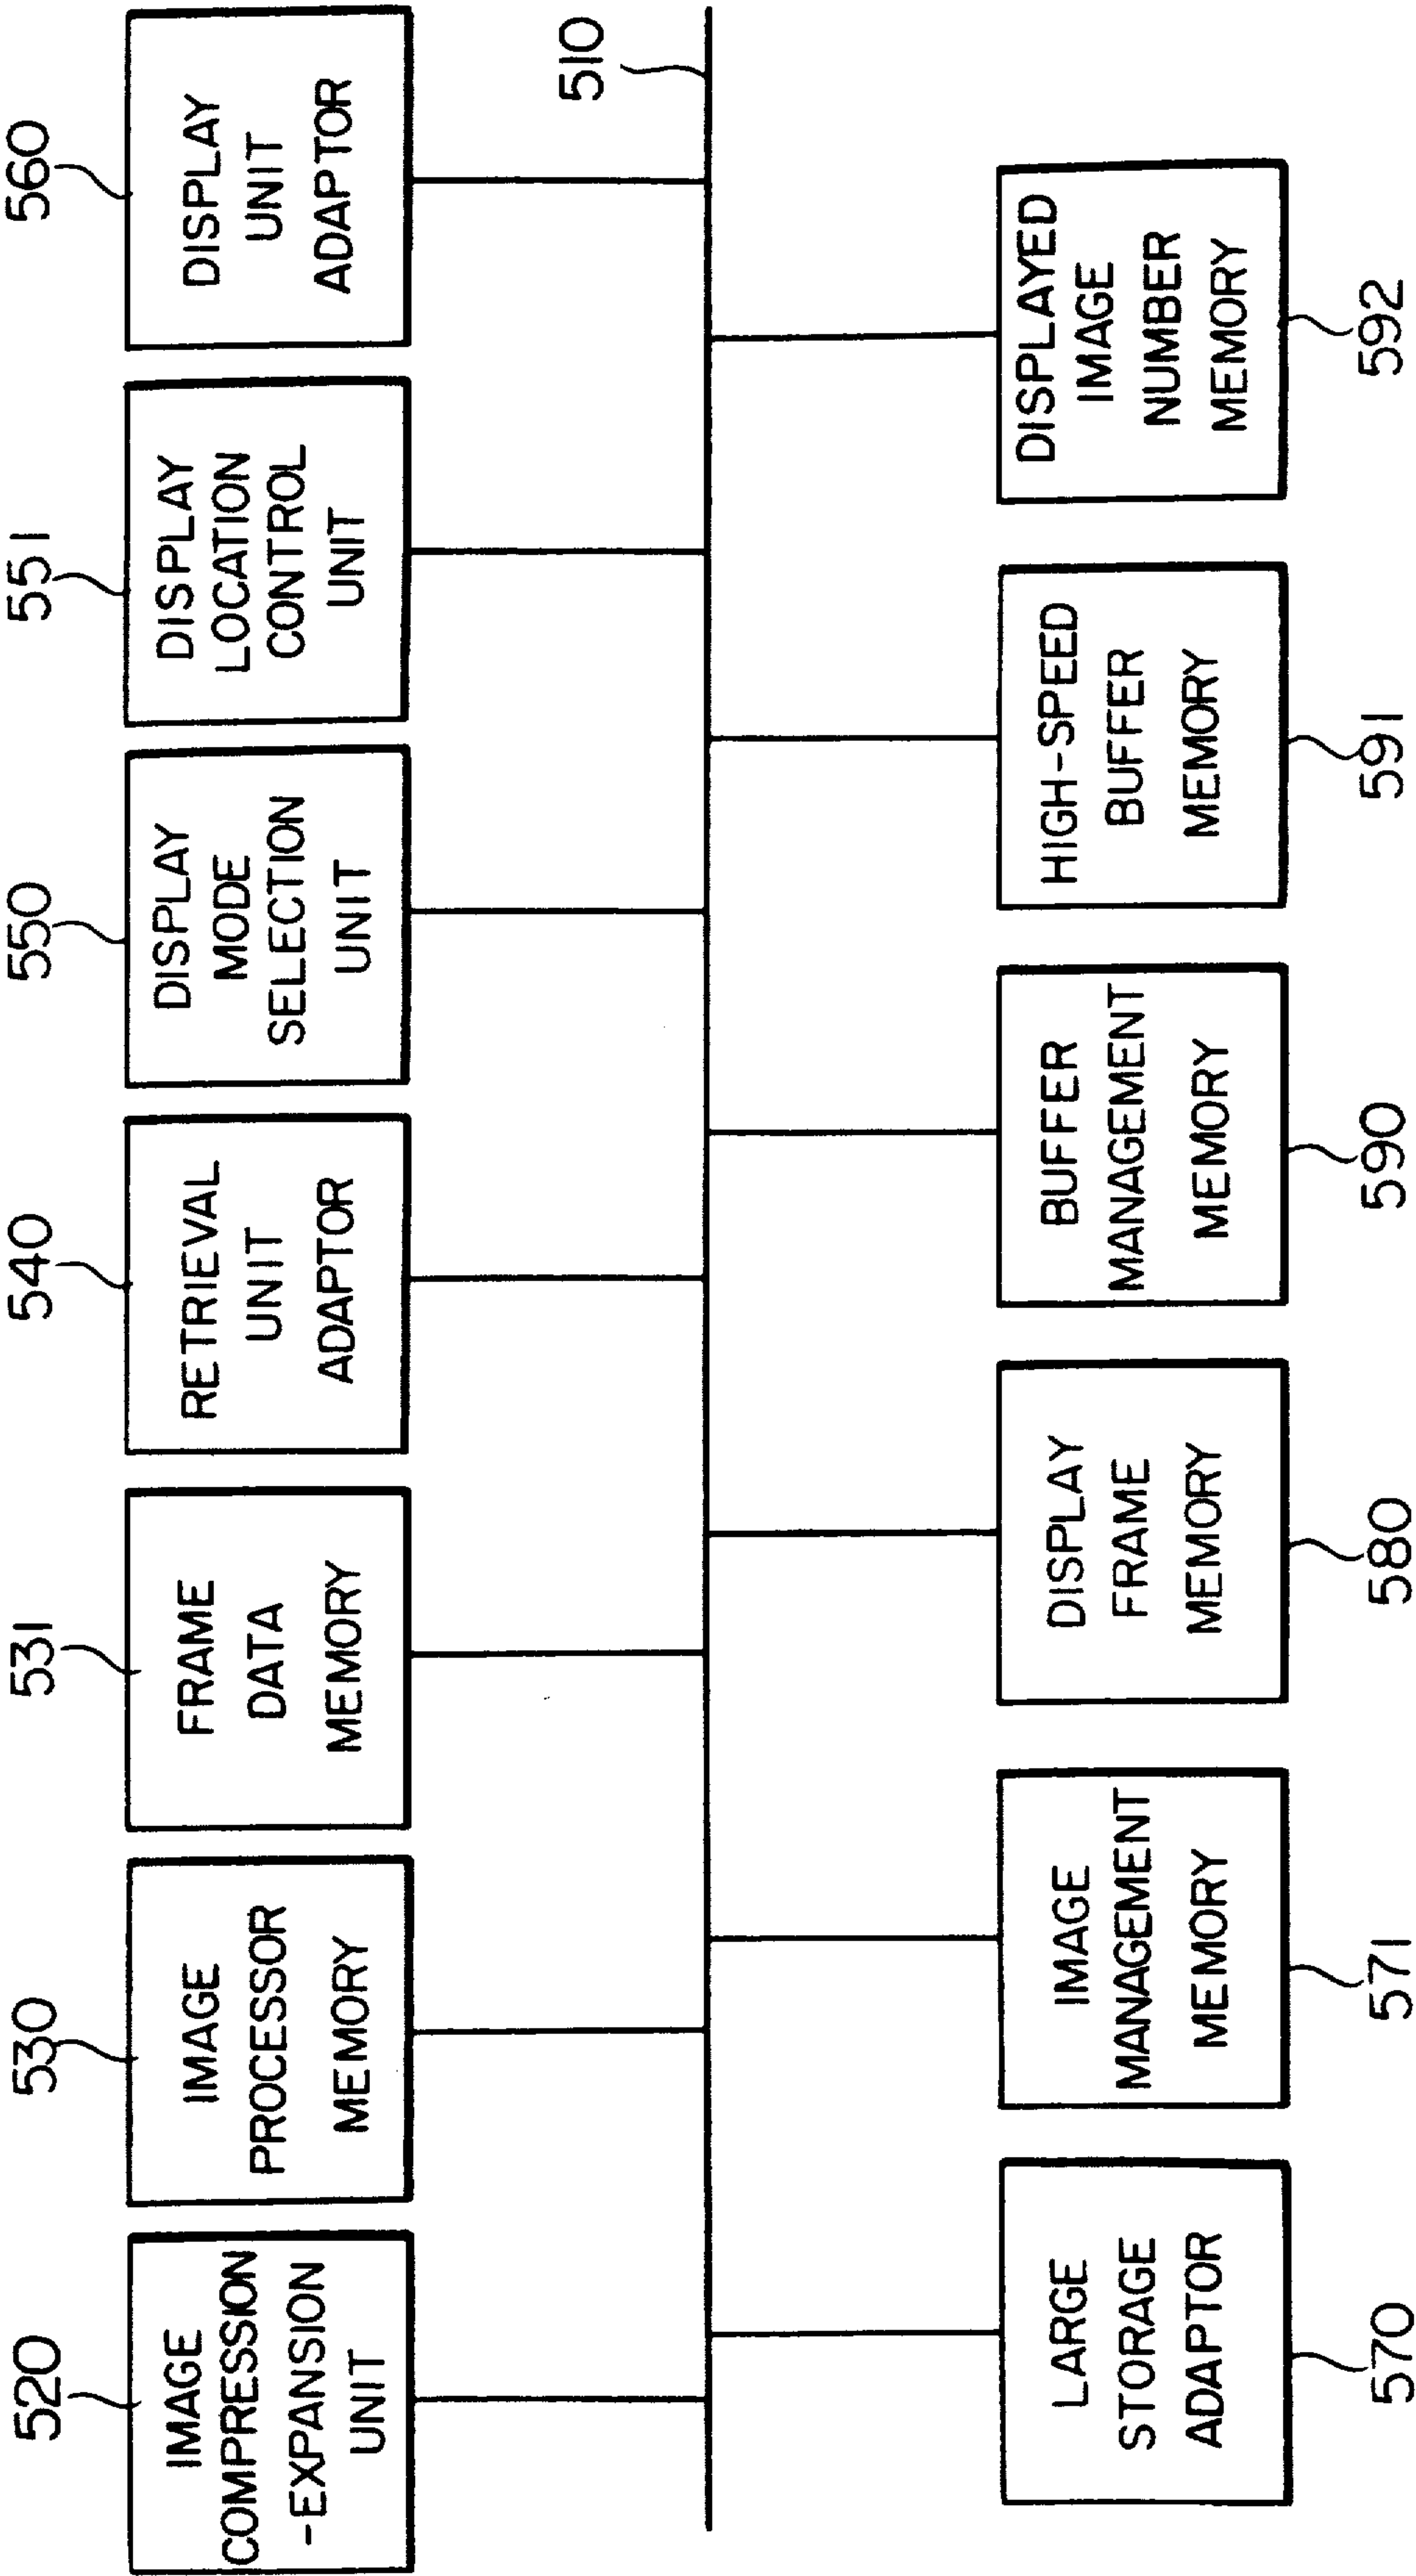 520
IMAGE
COMPRESSION
-EXPANSION
UNIT
530
IMAGE
PROCESSOR
MEMORY
531
FRAME
DATA
MEMORY
540
RETRIEVAL
UNIT
ADAPTOR
550
DISPLAY
MODE
SELECTION
UNIT
551
DISPLAY
LOCATION
CONTROL
UNIT
560
DISPLAY
UNIT
ADAPTOR
510
LARGE
STORAGE
ADAPTOR
570
IMAGE
MANAGEMENT
MEMORY
571
DISPLAY
FRAME
MEMORY
580
BUFFER
MANAGEMENT
MEMORY
590
HIGH-SPEED
BUFFER
MEMORY
591
DISPLAYED
IMAGE
NUMBER
MEMORY
592